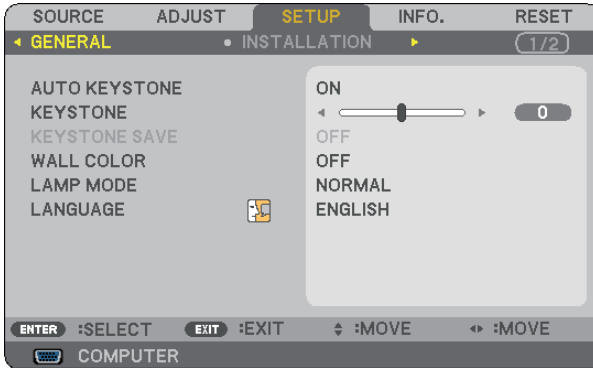 SOURCE ADJUST SETUP INFO. RESET
GENERAL INSTALLATION 1/2
AUTO KEYSTONE ON
KEYSTONE 0
KEYSTONE SAVE OFF
WALL COLOR OFF
LAMP MODE NORMAL
LANGUAGE ENGLISH
ENTER :SELECT EXIT :EXIT :MOVE :MOVE
COMPUTER